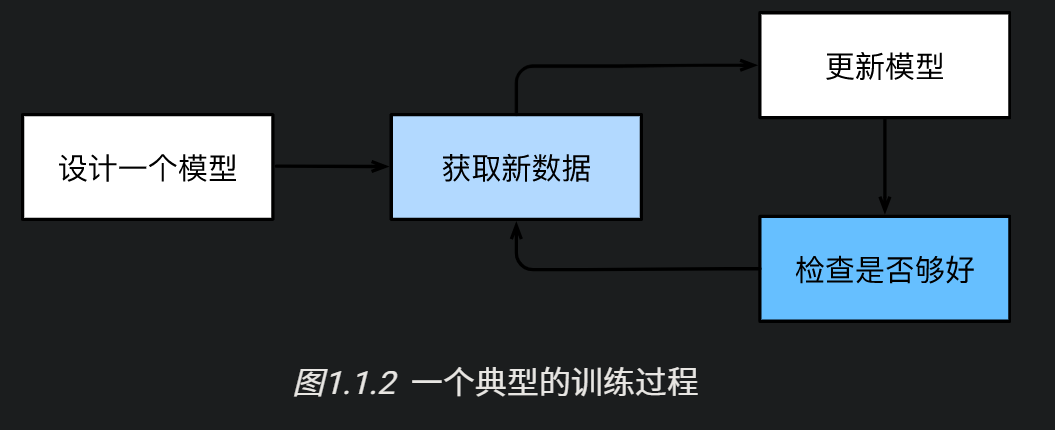 设计一个模型
获取新数据
更新模型
检查是否够好
图1.1.2 一个典型的训练过程